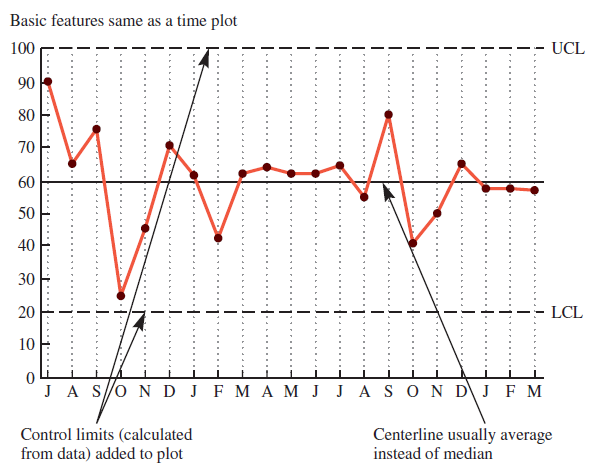 Basic features same as a time plot
100 UCL
90
80
70
60
50
40
30
20 LCL
10
0
J A S O N D J F M A M J J A S O N D J F M
Control limits (calculated
from data) added to plot
Centerline usually average
instead of median